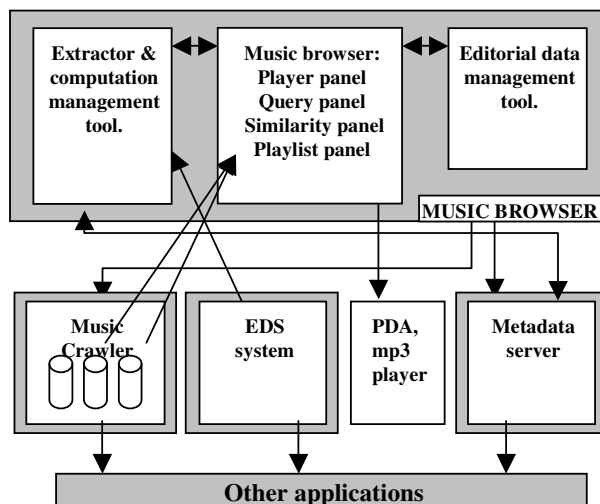 Extractor &
computation
management
tool.
Music browser:
Player panel
Query panel
Similarity panel
Playlist panel
Editorial data
management
tool.
MUSIC BROWSER
Music
Crawler
EDS
system
PDA,
mp3
player
Metadata
server
Other applications